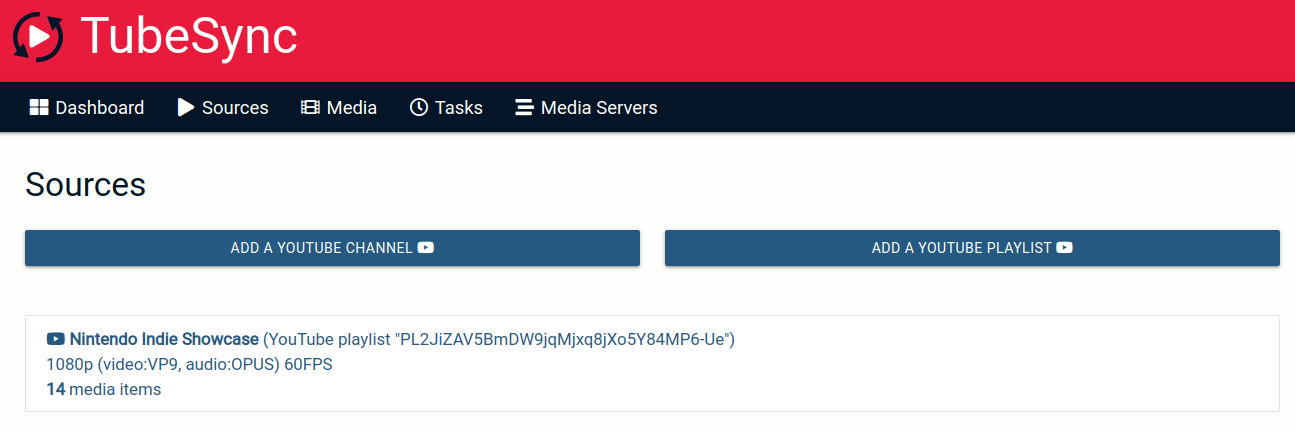 TubeSync
Dashboard Sources Media Tasks Media Servers
Sources
ADD A YOUTUBE CHANNEL ADD A YOUTUBE PLAYLIST
Nintendo Indie Showcase (YouTube playlist "PL2JiZAV5BmDW9jqMjxq8jXo5Y84MP6-Ue")
1080p (video:VP9, audio:OPUS) 60FPS
14 media items